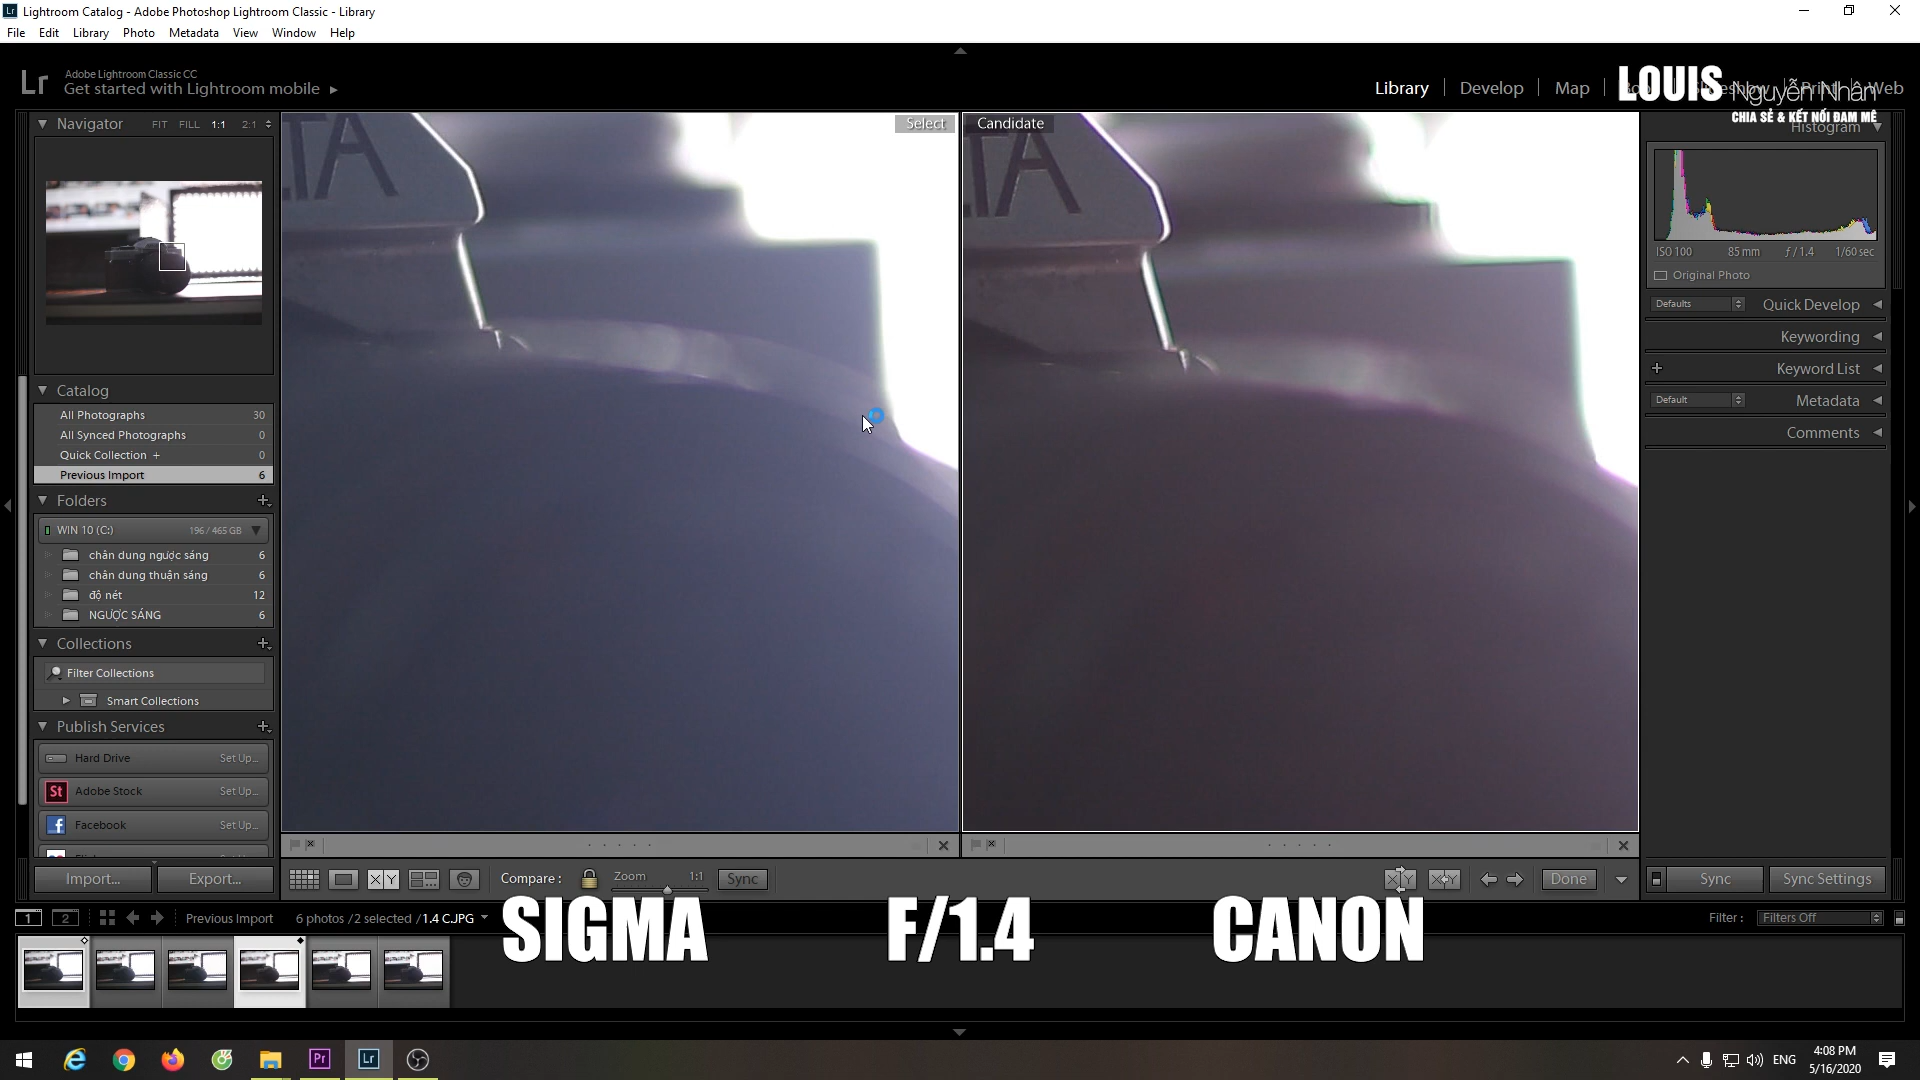 Lightroom Catalog - Adobe Photoshop Lightroom Classic - Library
File Edit Library Photo Metadata View Window Help
Lr
Adobe Lightroom Classic CC
Get started with Lightroom mobile
Library Develop Map
Web
LOUIS Nguyễn Nhân
CHIA SẺ & KẾT NỐI ĐAM MÊ
Navigator FIT FILL 1:1 2:1
Select
Candidate
LTA
LTA
Histogram
ISO 100 85 mm f / 1.4 1/60 sec
Original Photo
Defaults Quick Develop
Keywording
Keyword List
Default Metadata
Comments
Catalog
All Photographs 30
All Synced Photographs 0
Quick Collection + 0
Previous Import 6
Folders
WIN 10 (C:) 196 / 465 GB
chân dung ngược sáng 6
chân dung thuận sáng 6
độ nét 12
NGƯỢC SÁNG 6
Collections
Filter Collections
Smart Collections
Publish Services
Hard Drive Set Up...
St Adobe Stock Set Up...
Facebook Set Up...
Import... Export...
X Y
Compare : Zoom 1:1 Sync
Done
Sync Sync Settings
1 2 Previous Import 6 photos / 2 selected / 1.4 C.JPG
Filter : Filters Off
SIGMA F/1.4 CANON
Pr Lr
ENG
4:08 PM
5/16/2020